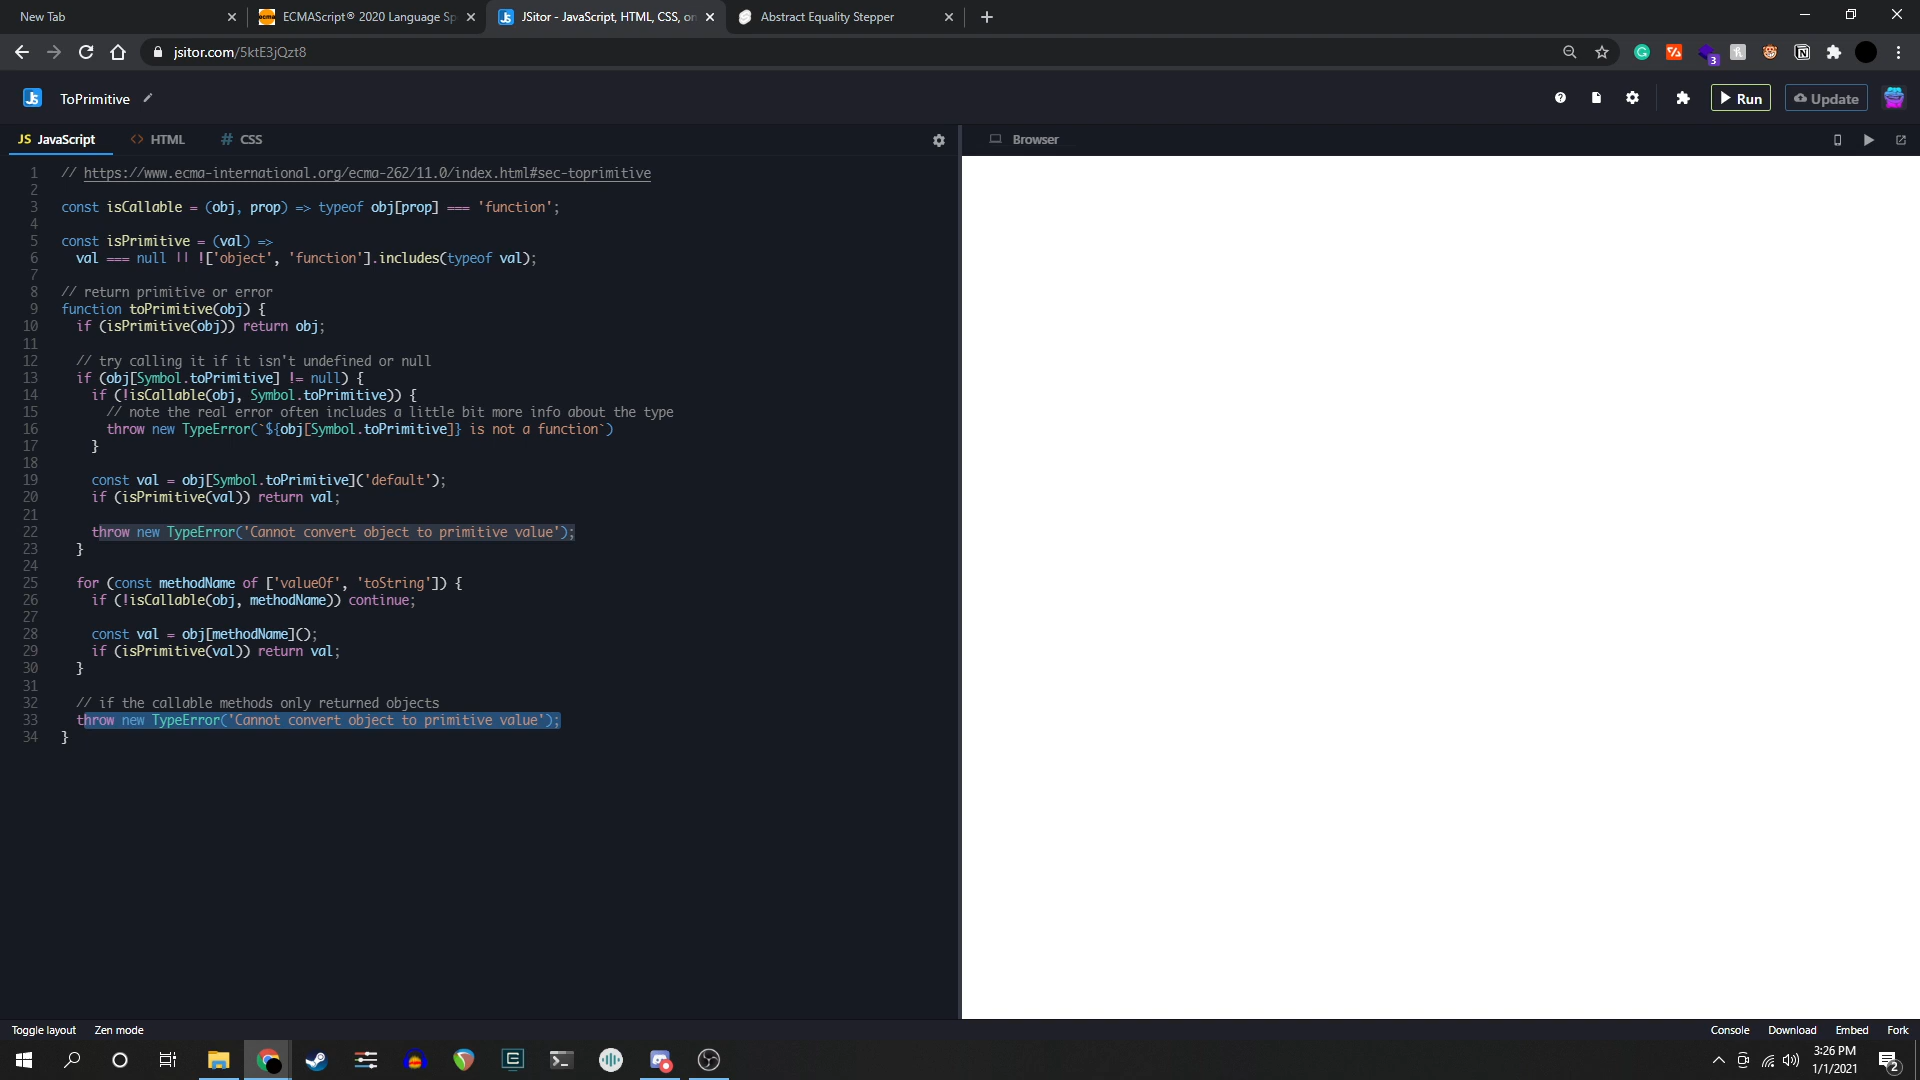 New Tab
ECMAScript® 2020 Language Sp
JSitor - JavaScript, HTML, CSS, on
Abstract Equality Stepper
jsitor.com/5ktE3jQzt8
3
JS
ToPrimitive
Run
Update
JS JavaScript
<> HTML
# CSS
Browser
1 // https://www.ecma-international.org/ecma-262/11.0/index.html#sec-toprimitive
2
3 const isCallable = (obj, prop) => typeof obj[prop] === 'function';
4
5 const isPrimitive = (val) =>
6 val === null || !['object', 'function'].includes(typeof val);
7
8 // return primitive or error
9 function toPrimitive(obj) {
10 if (isPrimitive(obj)) return obj;
11
12 // try calling it if it isn't undefined or null
13 if (obj[Symbol.toPrimitive] != null) {
14 if (!isCallable(obj, Symbol.toPrimitive)) {
15 // note the real error often includes a little bit more info about the type
16 throw new TypeError(`${obj[Symbol.toPrimitive]} is not a function`)
17 }
18
19 const val = obj[Symbol.toPrimitive]('default');
20 if (isPrimitive(val)) return val;
21
22 throw new TypeError('Cannot convert object to primitive value');
23 }
24
25 for (const methodName of ['valueOf', 'toString']) {
26 if (!isCallable(obj, methodName)) continue;
27
28 const val = obj[methodName]();
29 if (isPrimitive(val)) return val;
30 }
31
32 // if the callable methods only returned objects
33 throw new TypeError('Cannot convert object to primitive value');
34 }
Toggle layout
Zen mode
Console
Download
Embed
Fork
3:26 PM
1/1/2021
2